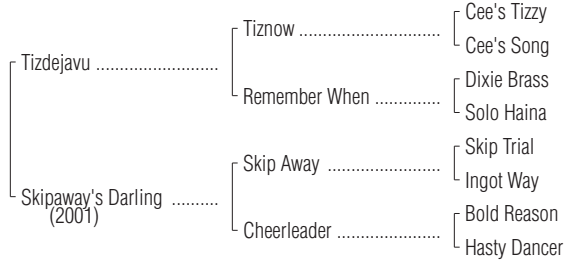 Cee's Tizzy
Tiznow ..............................
Cee's Song
Tizdejavu ..........................
Dixie Brass
Remember When ..............
Solo Haina
Skip Trial
Skip Away ........................
Ingot Way
Skipaway's Darling ..........
(2001)
Bold Reason
Cheerleader ......................
Hasty Dancer